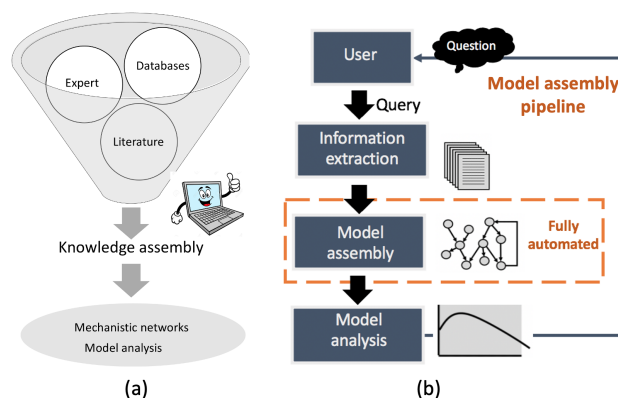 Expert
Databases
Literature
Knowledge assembly
Mechanistic networks
Model analysis
(a)
User
Question
Model assembly
pipeline
Query
Information
extraction
Model
assembly
Fully
automated
Model
analysis
(b)